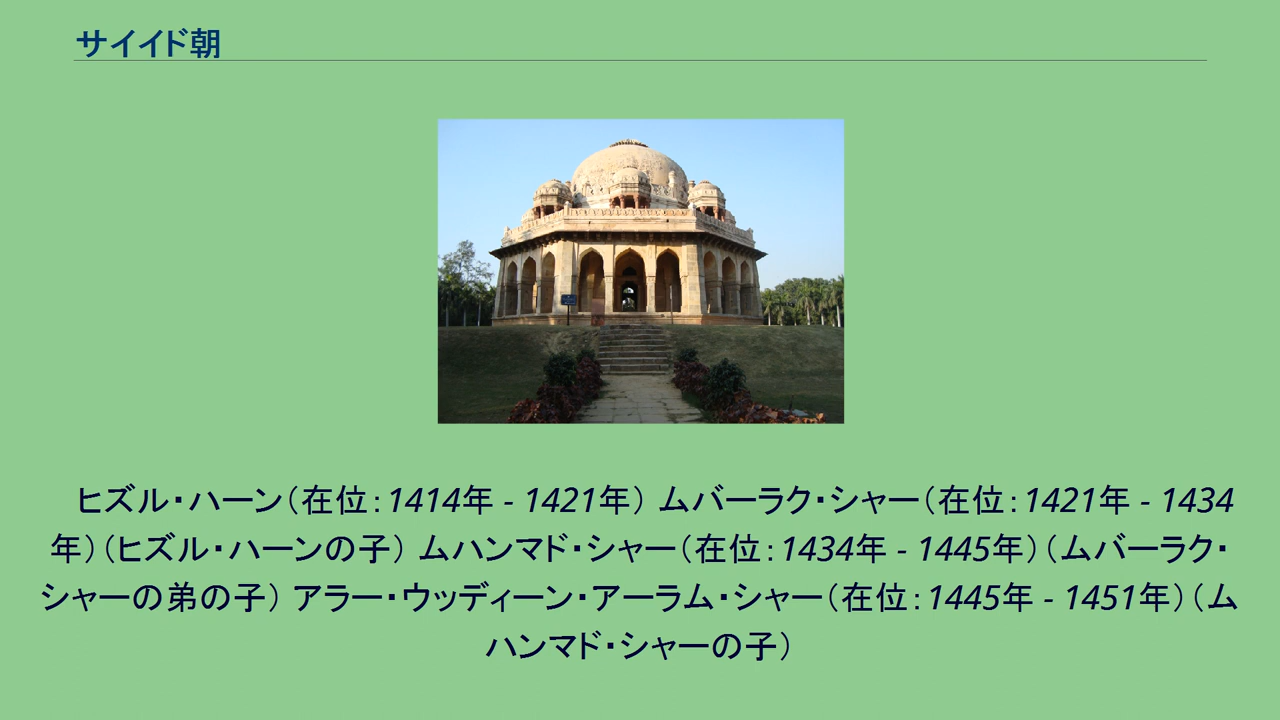 サイイド朝
ヒズル・ハーン（在位：1414年 - 1421年） ムバーラク・シャー（在位：1421年 - 1434
年）（ヒズル・ハーンの子） ムハンマド・シャー（在位：1434年 - 1445年）（ムバーラク・
シャーの弟の子） アラー・ウッディーン・アーラム・シャー（在位：1445年 - 1451年）（ム
ハンマド・シャーの子）